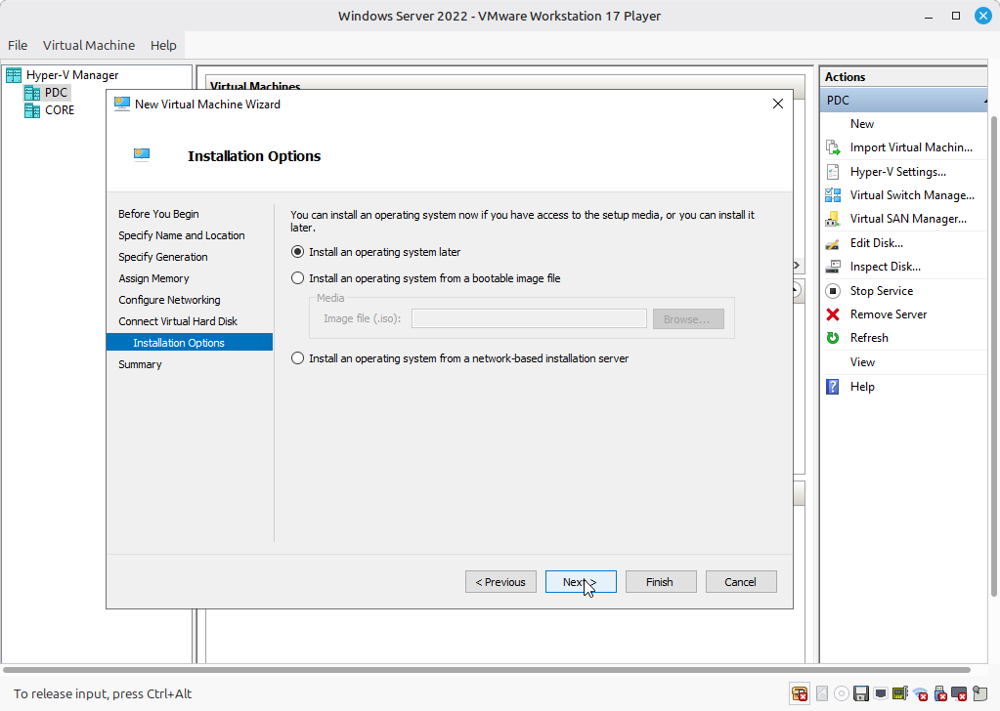 Windows Server 2022 - VMware Workstation 17 Player
File Virtual Machine Help
Hyper-V Manager
PDC
CORE
Virtual Machines
New Virtual Machine Wizard
Installation Options
Before You Begin
Specify Name and Location
Specify Generation
Assign Memory
Configure Networking
Connect Virtual Hard Disk
Installation Options
Summary
You can install an operating system now if you have access to the setup media, or you can install it
later.
Install an operating system later
Install an operating system from a bootable image file
Media
Image file (.iso):
Browse...
Install an operating system from a network-based installation server
< Previous
Next >
Finish
Cancel
Actions
PDC
New
Import Virtual Machin...
Hyper-V Settings...
Virtual Switch Manage...
Virtual SAN Manager...
Edit Disk...
Inspect Disk...
Stop Service
Remove Server
Refresh
View
Help
To release input, press Ctrl+Alt